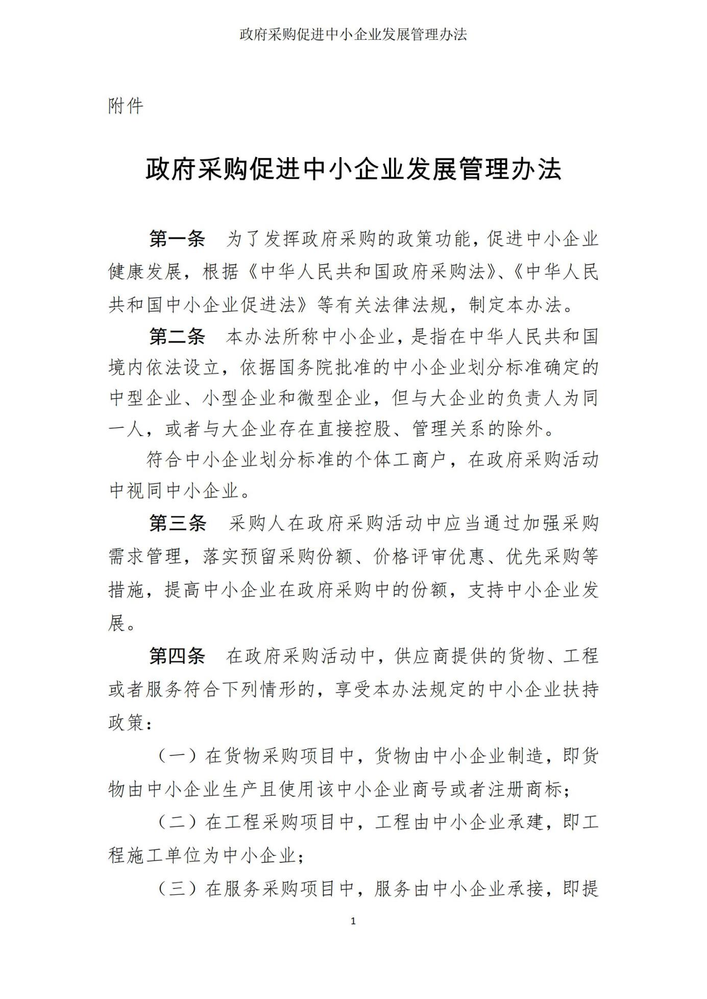 政府采购促进中小企业发展管理办法
附件
政府采购促进中小企业发展管理办法
第一条 为了发挥政府采购的政策功能，促进中小企业
健康发展，根据《中华人民共和国政府采购法》、《中华人民
共和国中小企业促进法》等有关法律法规，制定本办法。
第二条 本办法所称中小企业，是指在中华人民共和国
境内依法设立，依据国务院批准的中小企业划分标准确定的
中型企业、小型企业和微型企业，但与大企业的负责人为同
一人，或者与大企业存在直接控股、管理关系的除外。
符合中小企业划分标准的个体工商户，在政府采购活动
中视同中小企业。
第三条 采购人在政府采购活动中应当通过加强采购
需求管理，落实预留采购份额、价格评审优惠、优先采购等
措施，提高中小企业在政府采购中的份额，支持中小企业发
展。
第四条 在政府采购活动中，供应商提供的货物、工程
或者服务符合下列情形的，享受本办法规定的中小企业扶持
政策：
（一）在货物采购项目中，货物由中小企业制造，即货
物由中小企业生产且使用该中小企业商号或者注册商标；
（二）在工程采购项目中，工程由中小企业承建，即工
程施工单位为中小企业；
（三）在服务采购项目中，服务由中小企业承接，即提
1